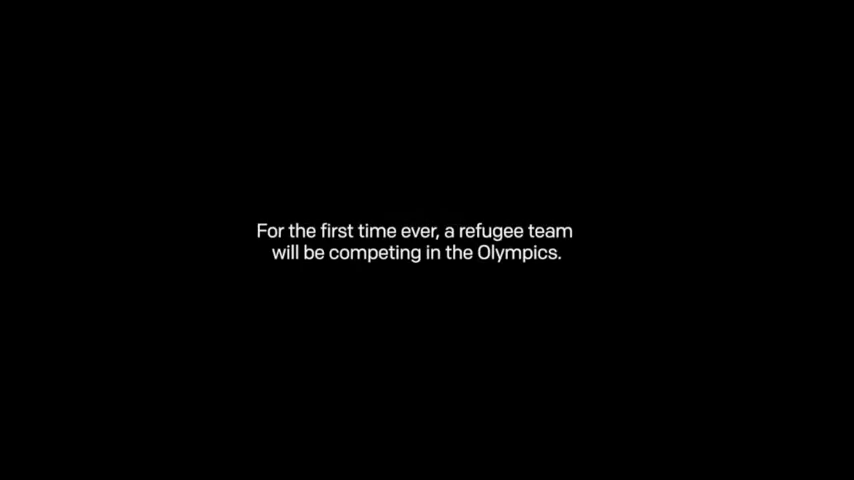 For the first time ever, a refugee team
will be competing in the Olympics.